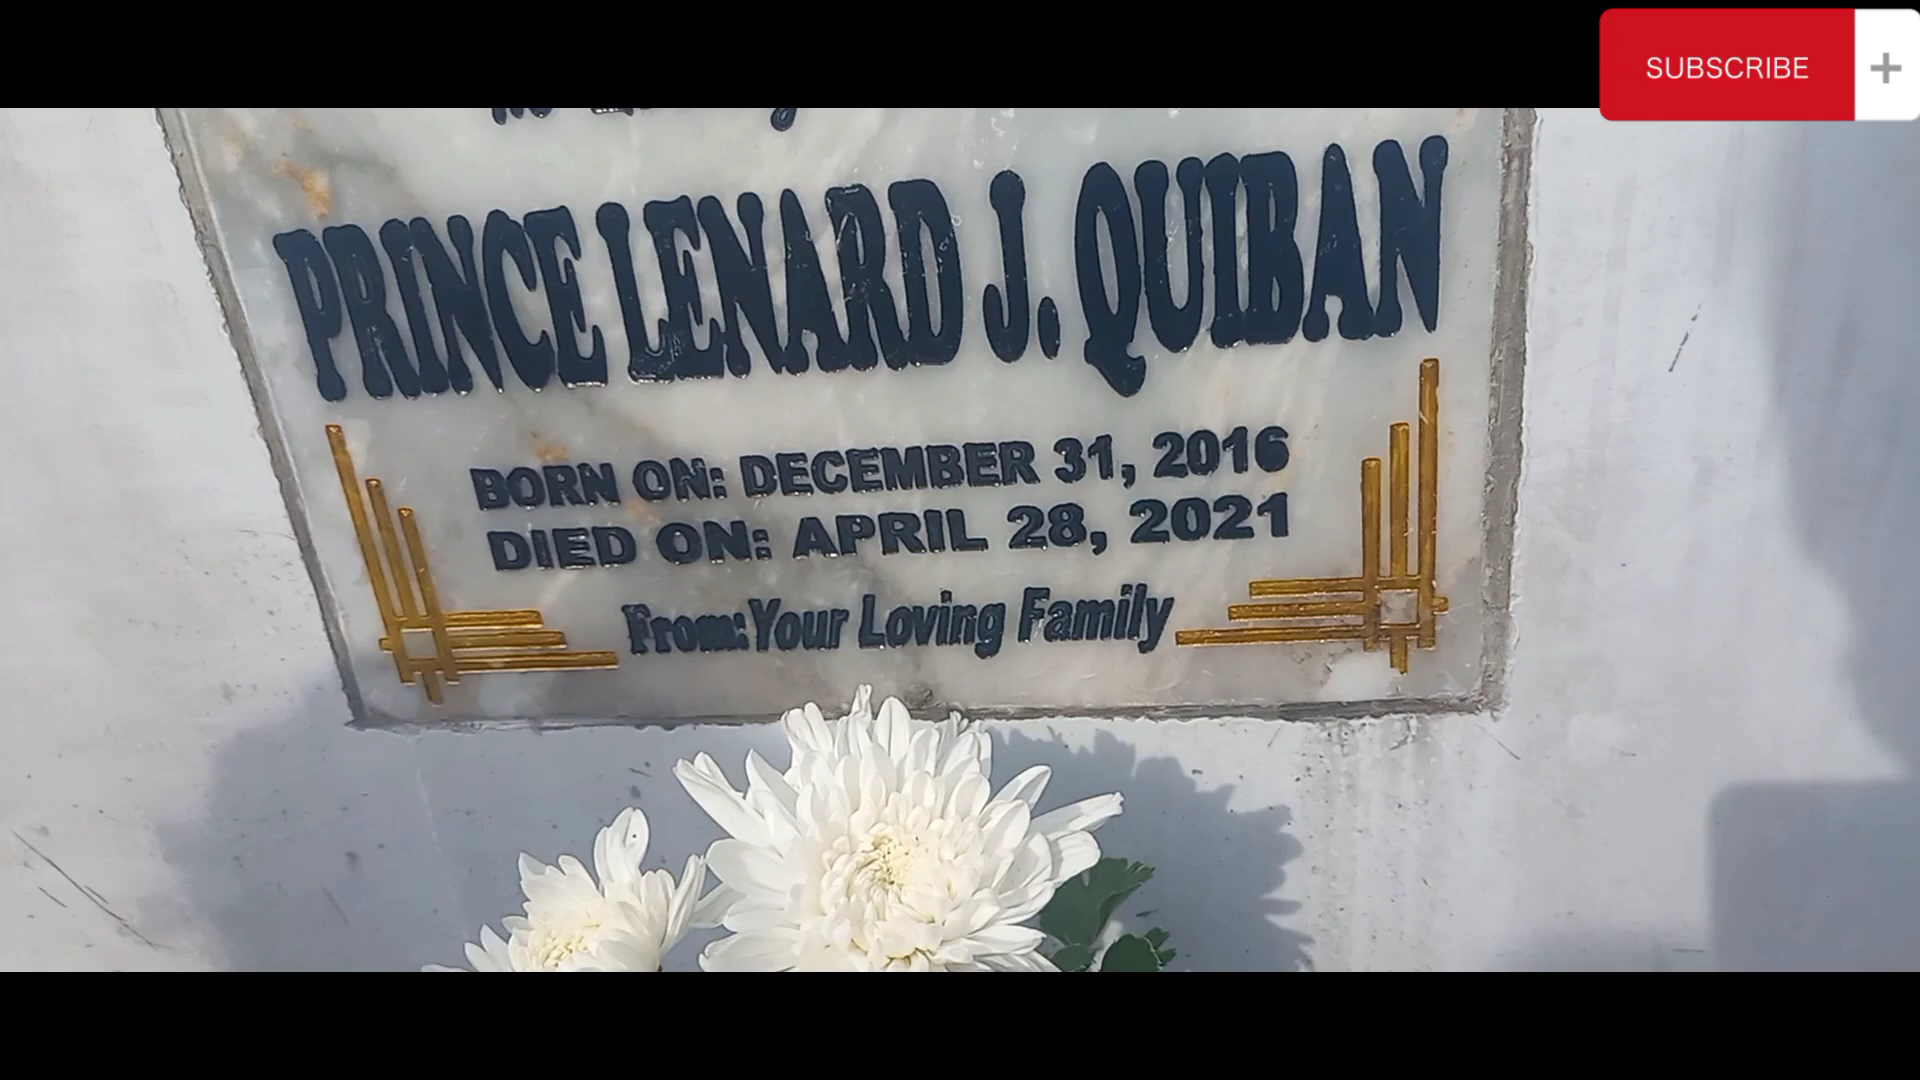 SUBSCRIBE
PRINCE LENARD J. QUIBAN
BORN ON: DECEMBER 31, 2016
DIED ON: APRIL 28, 2021
From:Your Loving Family